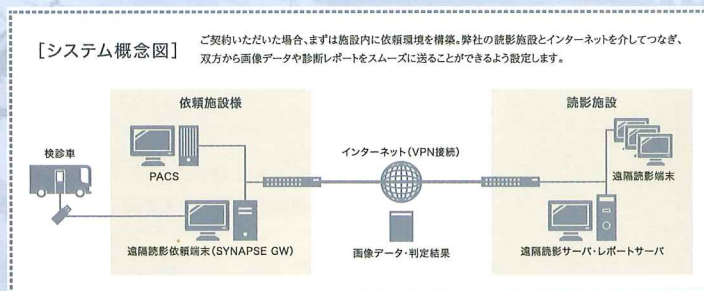 [システム概念図]
ご契約いただいた場合、まずは施設内に依頼環境を構築。弊社の読影施設とインターネットを介してつなぎ、
双方から画像データや診断レポートをスムーズに送ることができるよう設定します。
依頼施設様
読影施設
検診車
PACS
インターネット(VPN接続)
遠隔読影端末
遠隔読影依頼端末(SYNAPSE GW)
画像データ・判定結果
遠隔読影サーバ・レポートサーバ